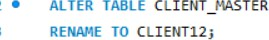 ALTER TABLE CLIENT_MASTER
RENAME TO CLIENT12;